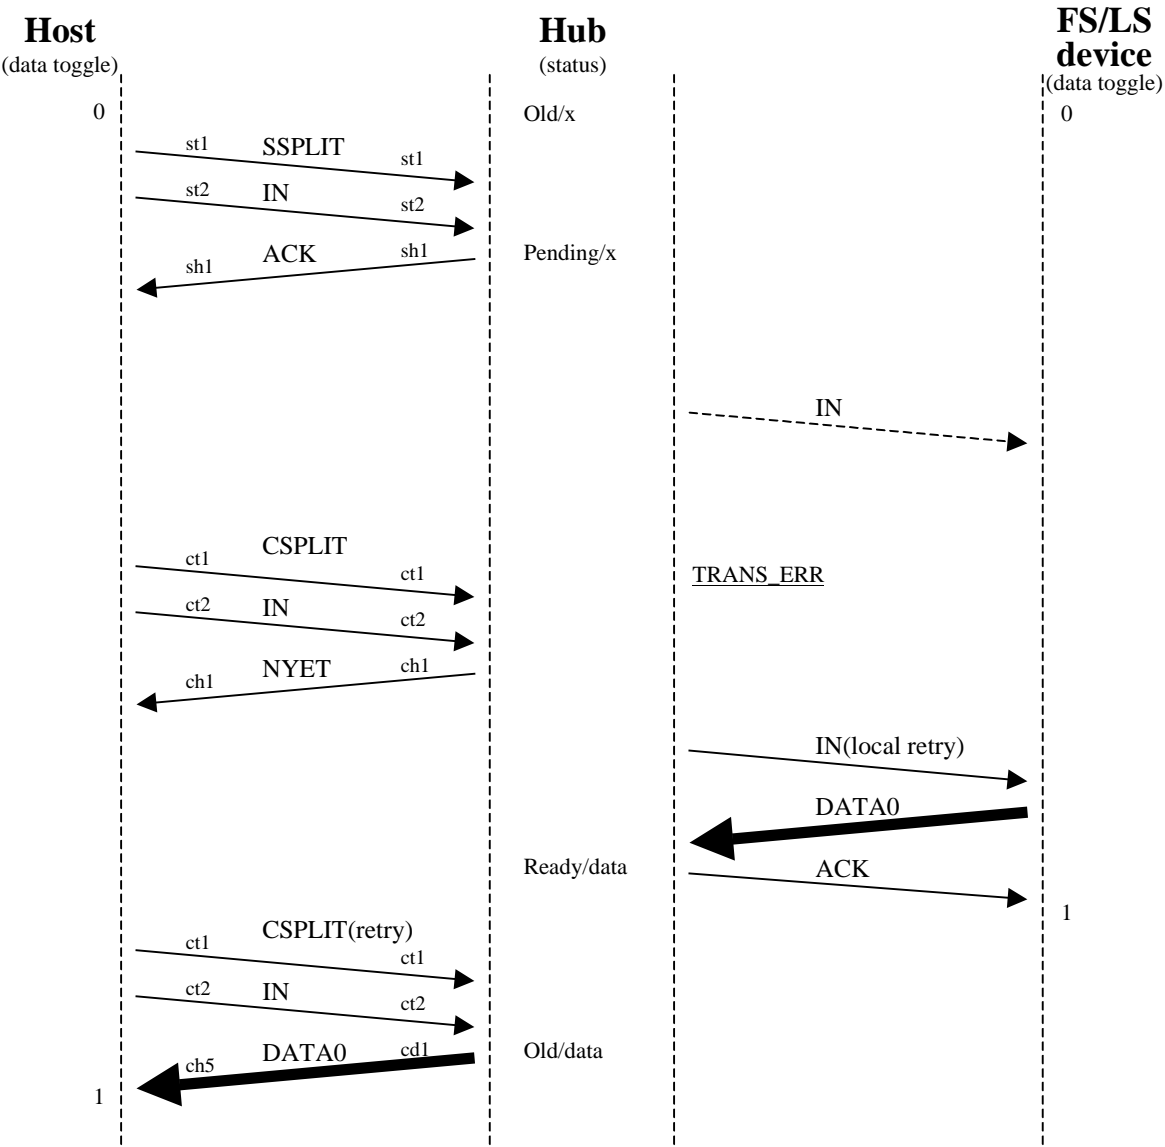 Host
(data toggle)
Hub
(status)
FS/LS
device
(data toggle)
0
Old/x
0
st1
SSPLIT
st1
st2
IN
st2
ACK
sh1
sh1
Pending/x
IN
CSPLIT
ct1
ct1
TRANS_ERR
ct2
IN
ct2
NYET
ch1
ch1
IN(local retry)
DATA0
Ready/data
ACK
1
CSPLIT(retry)
ct1
ct1
ct2
IN
ct2
DATA0
cd1
ch5
Old/data
1